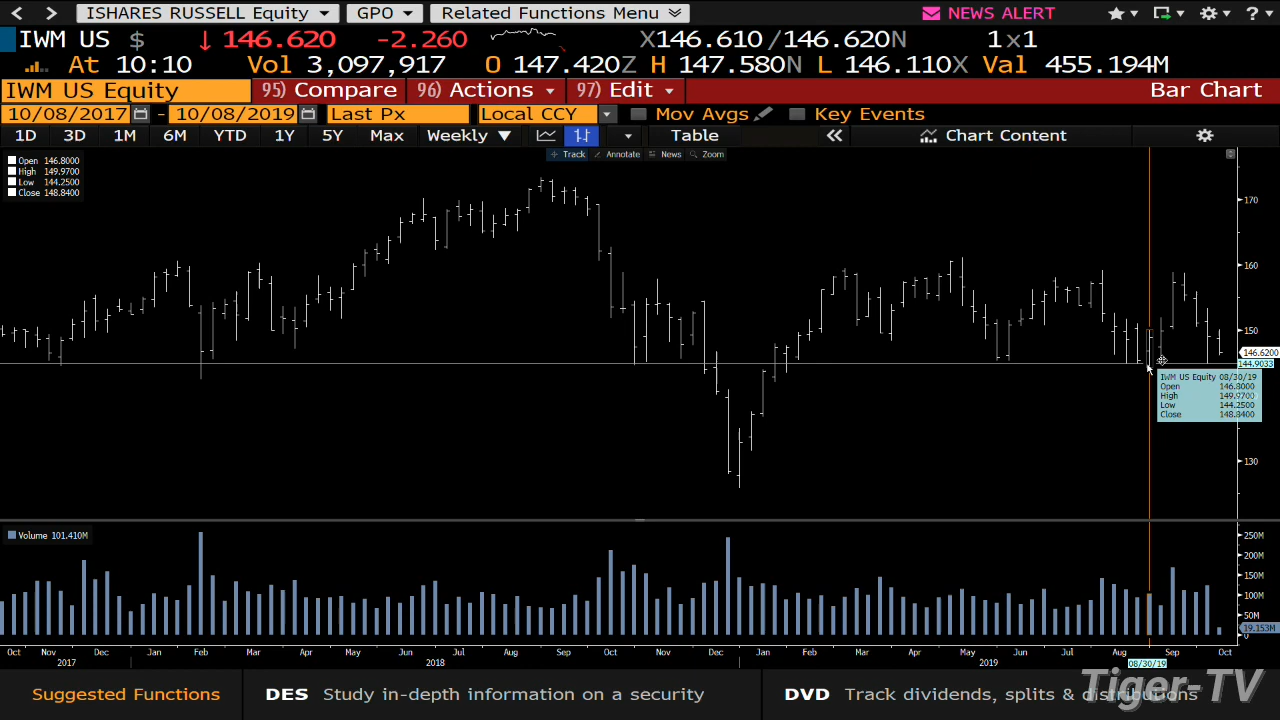 ISHARES RUSSELL Equity GPO Related Functions Menu NEWS ALERT ?
IWM US $ ↓ 146.620 -2.260 X146.610 /146.620N 1x1
At 10:10 Vol 3,097,917 O 147.420Z H 147.580N L 146.110X Val 455.194M
IWM US Equity 95) Compare 96) Actions 97) Edit Bar Chart
10/08/2017 - 10/08/2019 Last Px Local CCY Mov Avgs Key Events
1D 3D 1M 6M YTD 1Y 5Y Max Weekly ▼ Table « Chart Content
Track Annotate News Zoom
Open 146.8000
High 149.9700
Low 144.2500
Close 148.8400
170
160
150
146.6200
144.9033
130
IWM US Equity 08/30/19
Open 146.8000
High 149.9700
Low 144.2500
Close 148.8400
Volume 101.410M
250M
200M
150M
100M
50M
19.153M
0
Oct Nov Dec Jan Feb Mar Apr May Jun Jul Aug Sep Oct Nov Dec Jan Feb Mar Apr May Jun Jul Aug Sep Oct
2017 2018 2019 08/30/19
Suggested Functions DES Study in-depth information on a security DVD Track dividends, splits & distributions
Tiger-TV